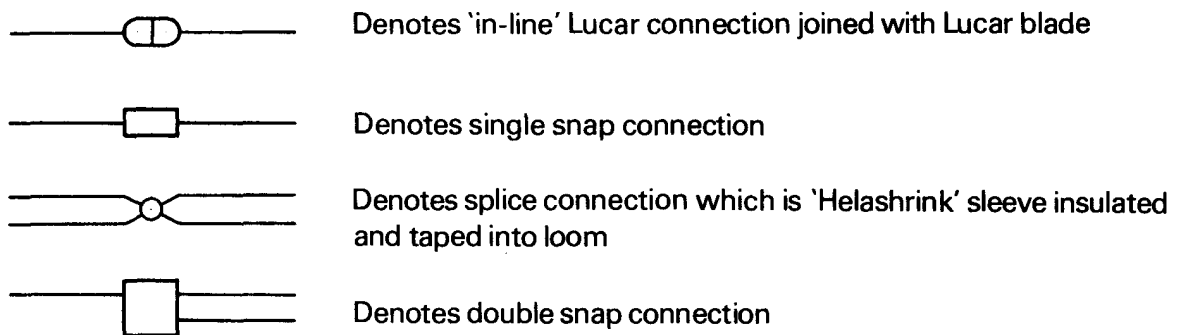 Denotes 'in-line' Lucar connection joined with Lucar blade
Denotes single snap connection
Denotes splice connection which is 'Helashrink' sleeve insulated
and taped into loom
Denotes double snap connection